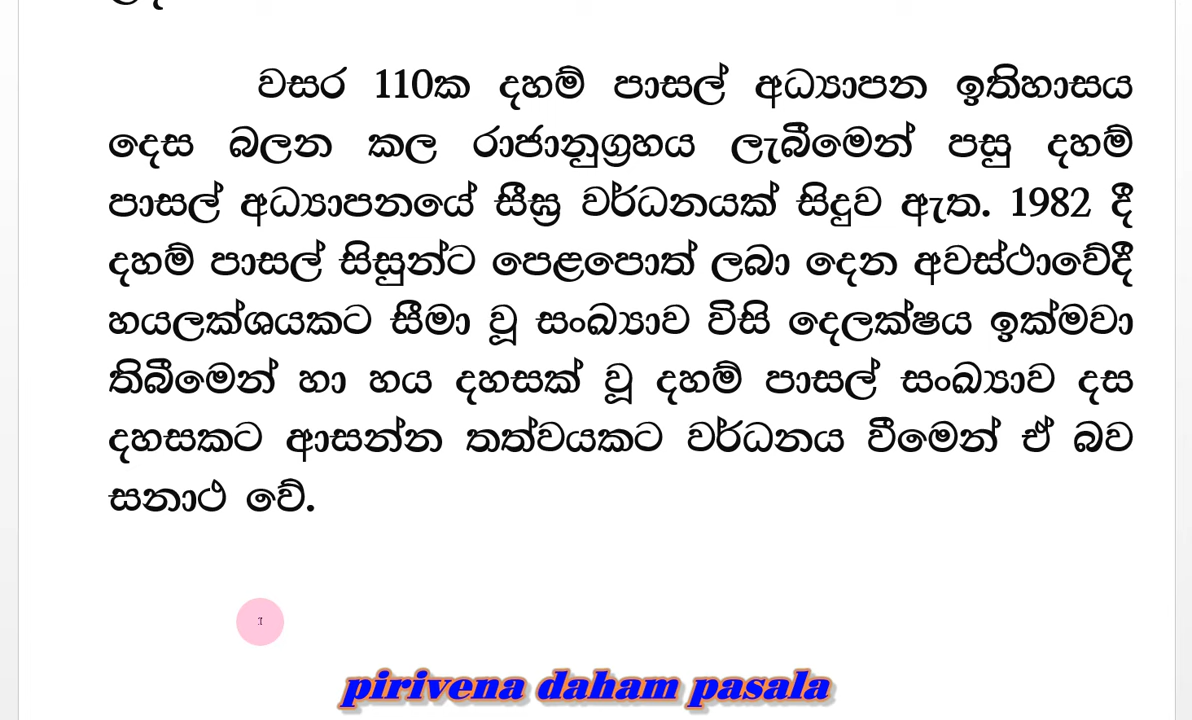 වසර 110ක දහම් පාසල් අධ්‍යාපන ඉතිහාසය
දෙස බලන කල රාජානුග්‍රහය ලැබීමෙන් පසු දහම්
පාසල් අධ්‍යාපනයේ සීඝ්‍ර වර්ධනයක් සිදුව ඇත. 1982 දී
දහම් පාසල් සිසුන්ට පෙළපොත් ලබා දෙන අවස්ථාවේදී
හයලක්ශයකට සීමා වූ සංඛ්‍යාව විසි දෙලක්ෂය ඉක්මවා
තිබීමෙන් හා හය දහසක් වූ දහම් පාසල් සංඛ්‍යාව දස
දහසකට ආසන්න තත්වයකට වර්ධනය වීමෙන් ඒ බව
සනාථ වේ.
pirivena daham pasala